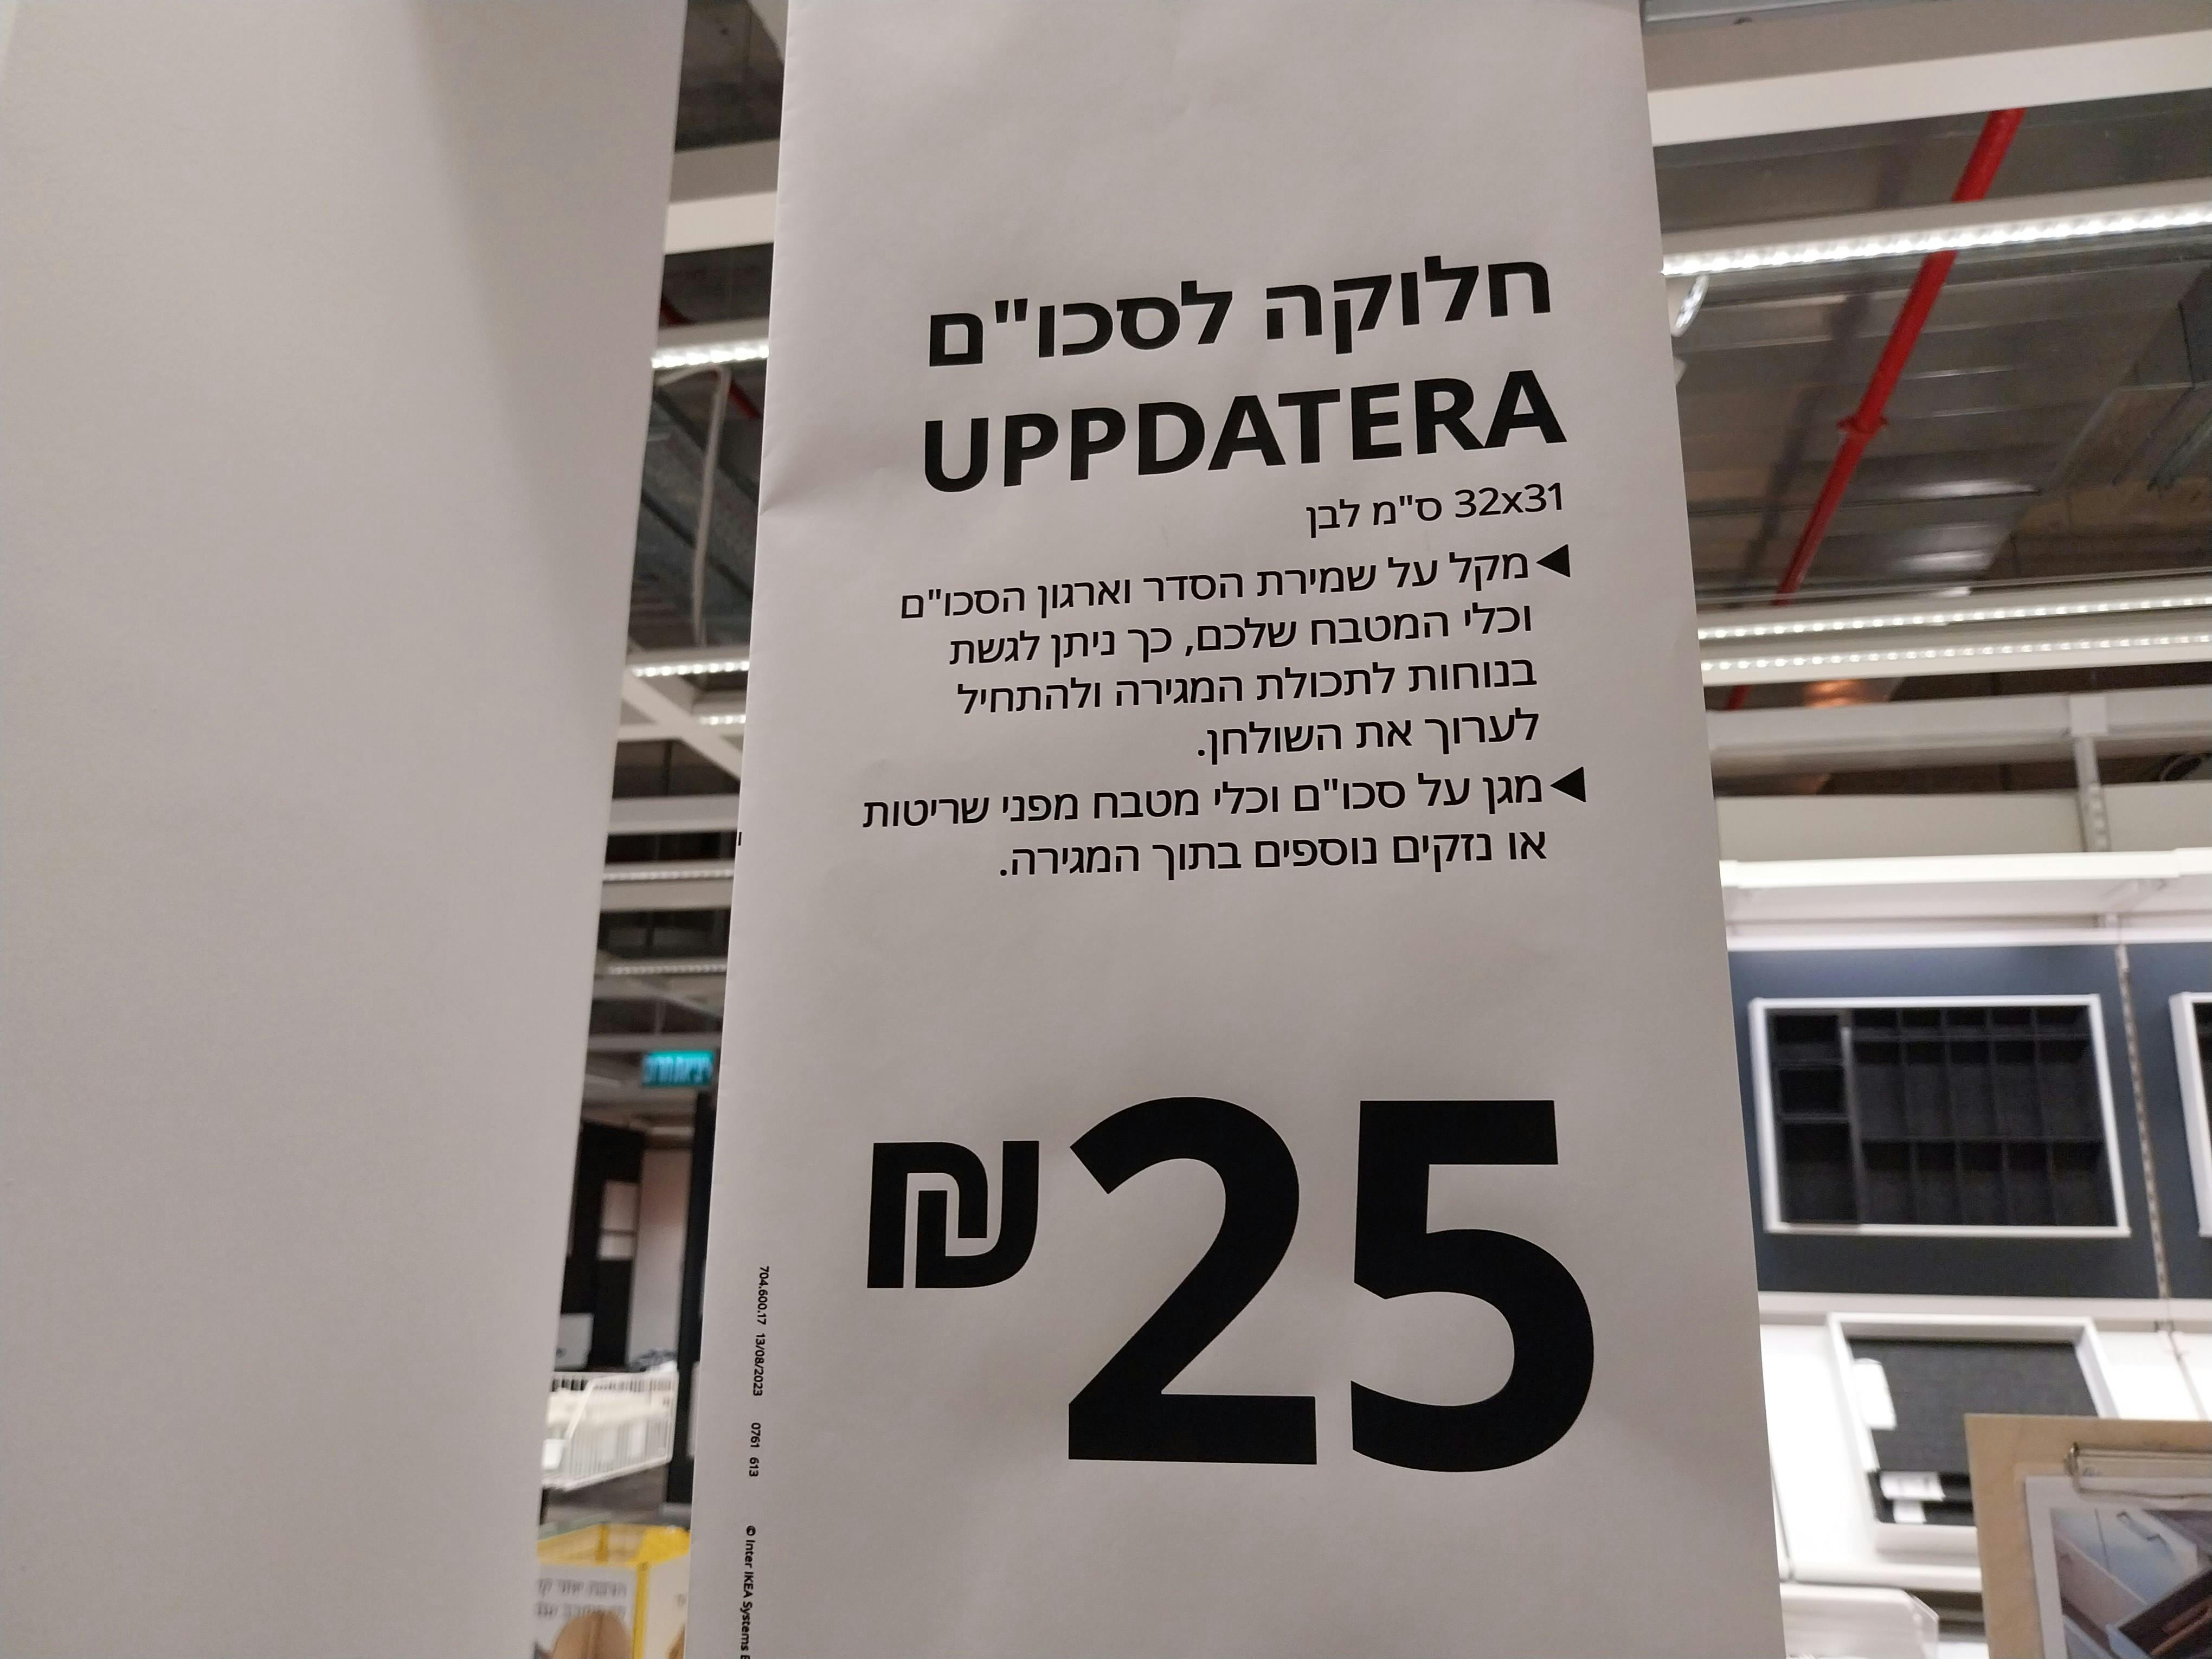 חלוקה לסכו"ם
UPPDATERA
32x31 ס"מ לבן
◀מקל על שמירת הסדר וארגון הסכו"ם
וכלי המטבח שלכם, כך ניתן לגשת
בנוחות לתכולת המגירה ולהתחיל
לערוך את השולחן.
◀מגן על סכו"ם וכלי מטבח מפני שריטות
או נזקים נוספים בתוך המגירה.
₪25
704.600.17 13/08/2023 0761 613 © Inter IKEA Systems